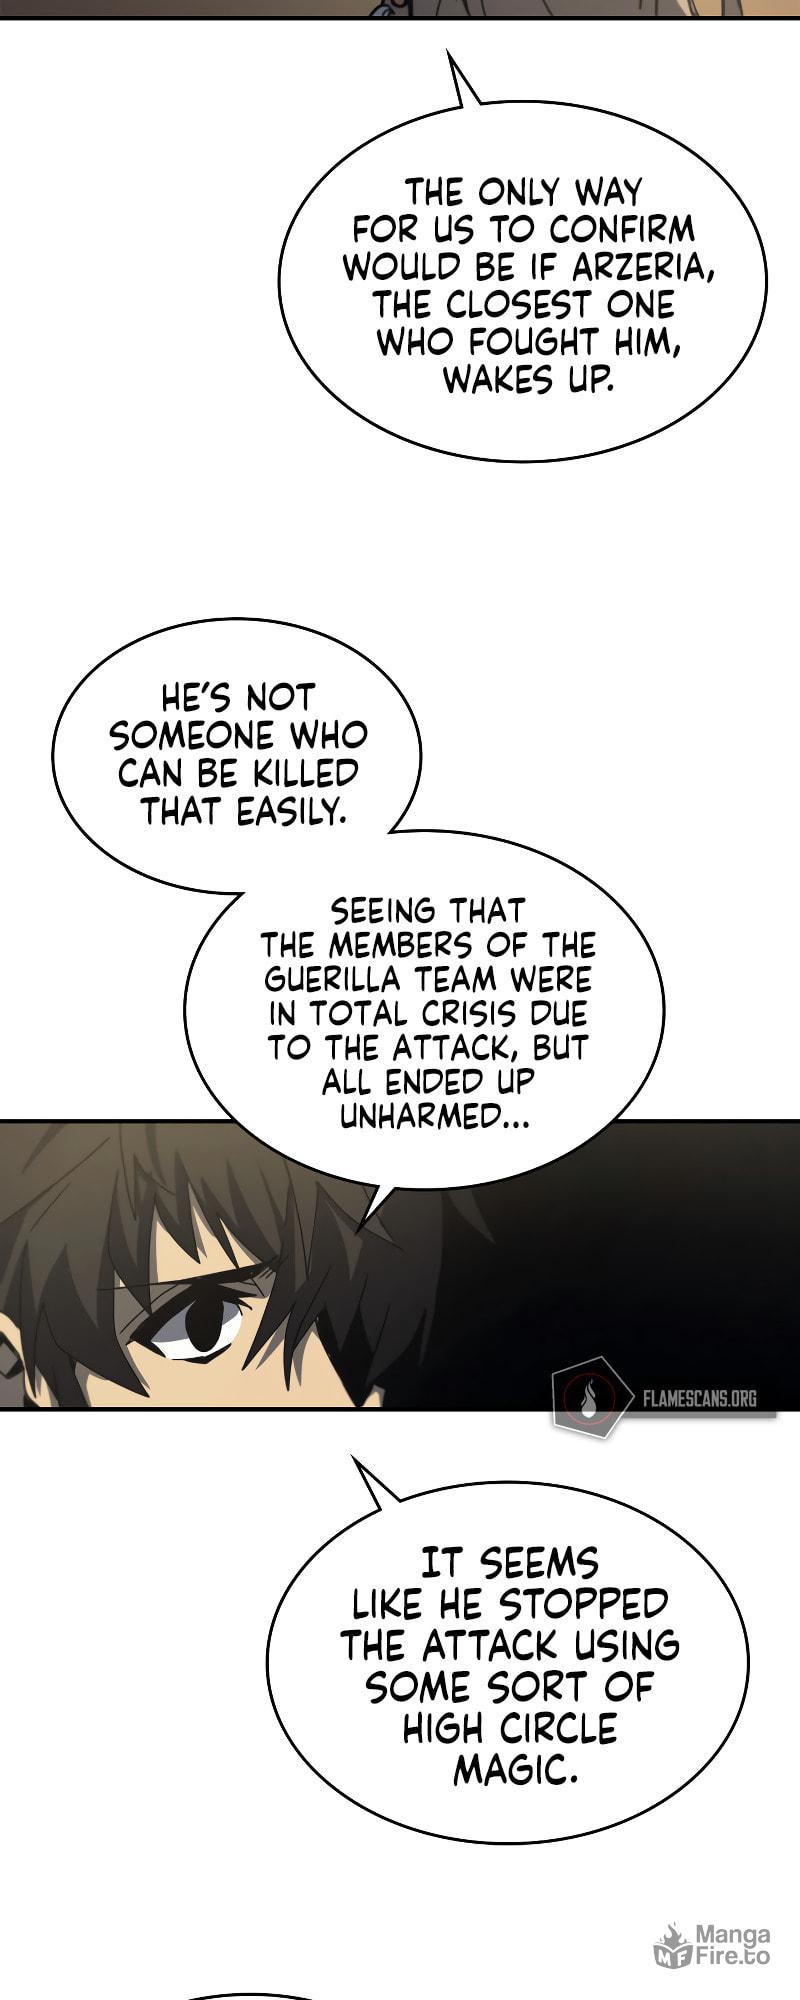 THE ONLY WAY
FOR US TO CONFIRM
WOULD BE IF ARZERIA,
THE CLOSEST ONE
WHO FOUGHT HIM,
WAKES UP.
HE'S NOT
SOMEONE WHO
CAN BE KILLED
THAT EASILY.
SEEING THAT
THE MEMBERS OF THE
GUERILLA TEAM WERE
IN TOTAL CRISIS DUE
TO THE ATTACK, BUT
ALL ENDED UP
UNHARMED...
FLAMESCANS.ORG
IT SEEMS
LIKE HE STOPPED
THE ATTACK USING
SOME SORT OF
HIGH CIRCLE
MAGIC.
Manga
MF Fire.to